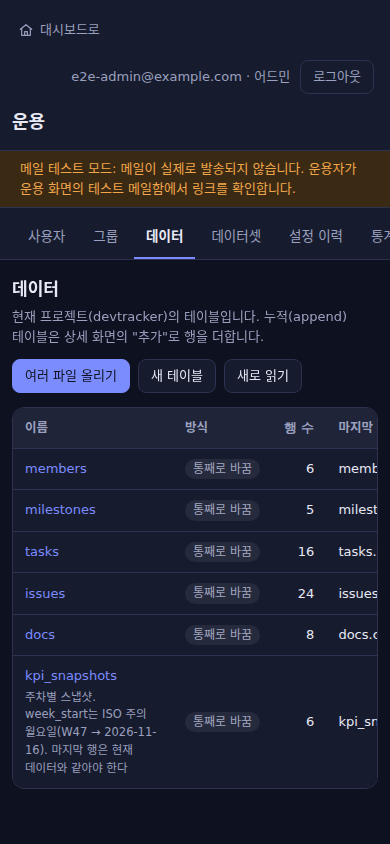 대시보드로
e2e-admin@example.com · 어드민
로그아웃
운용
메일 테스트 모드: 메일이 실제로 발송되지 않습니다. 운용자가
운용 화면의 테스트 메일함에서 링크를 확인합니다.
사용자 그룹 데이터 데이터셋 설정 이력 통계
데이터
현재 프로젝트(devtracker)의 테이블입니다. 누적(append)
테이블은 상세 화면의 "추가"로 행을 더합니다.
여러 파일 올리기 새 테이블 새로 읽기
이름 방식 행 수 마지막
members 통째로 바꿈 6 memb
milestones 통째로 바꿈 5 milest
tasks 통째로 바꿈 16 tasks.
issues 통째로 바꿈 24 issues
docs 통째로 바꿈 8 docs.c
kpi_snapshots
주차별 스냅샷.
week_start는 ISO 주의
월요일(W47 → 2026-11-
16). 마지막 행은 현재
데이터와 같아야 한다
통째로 바꿈 6 kpi_sn